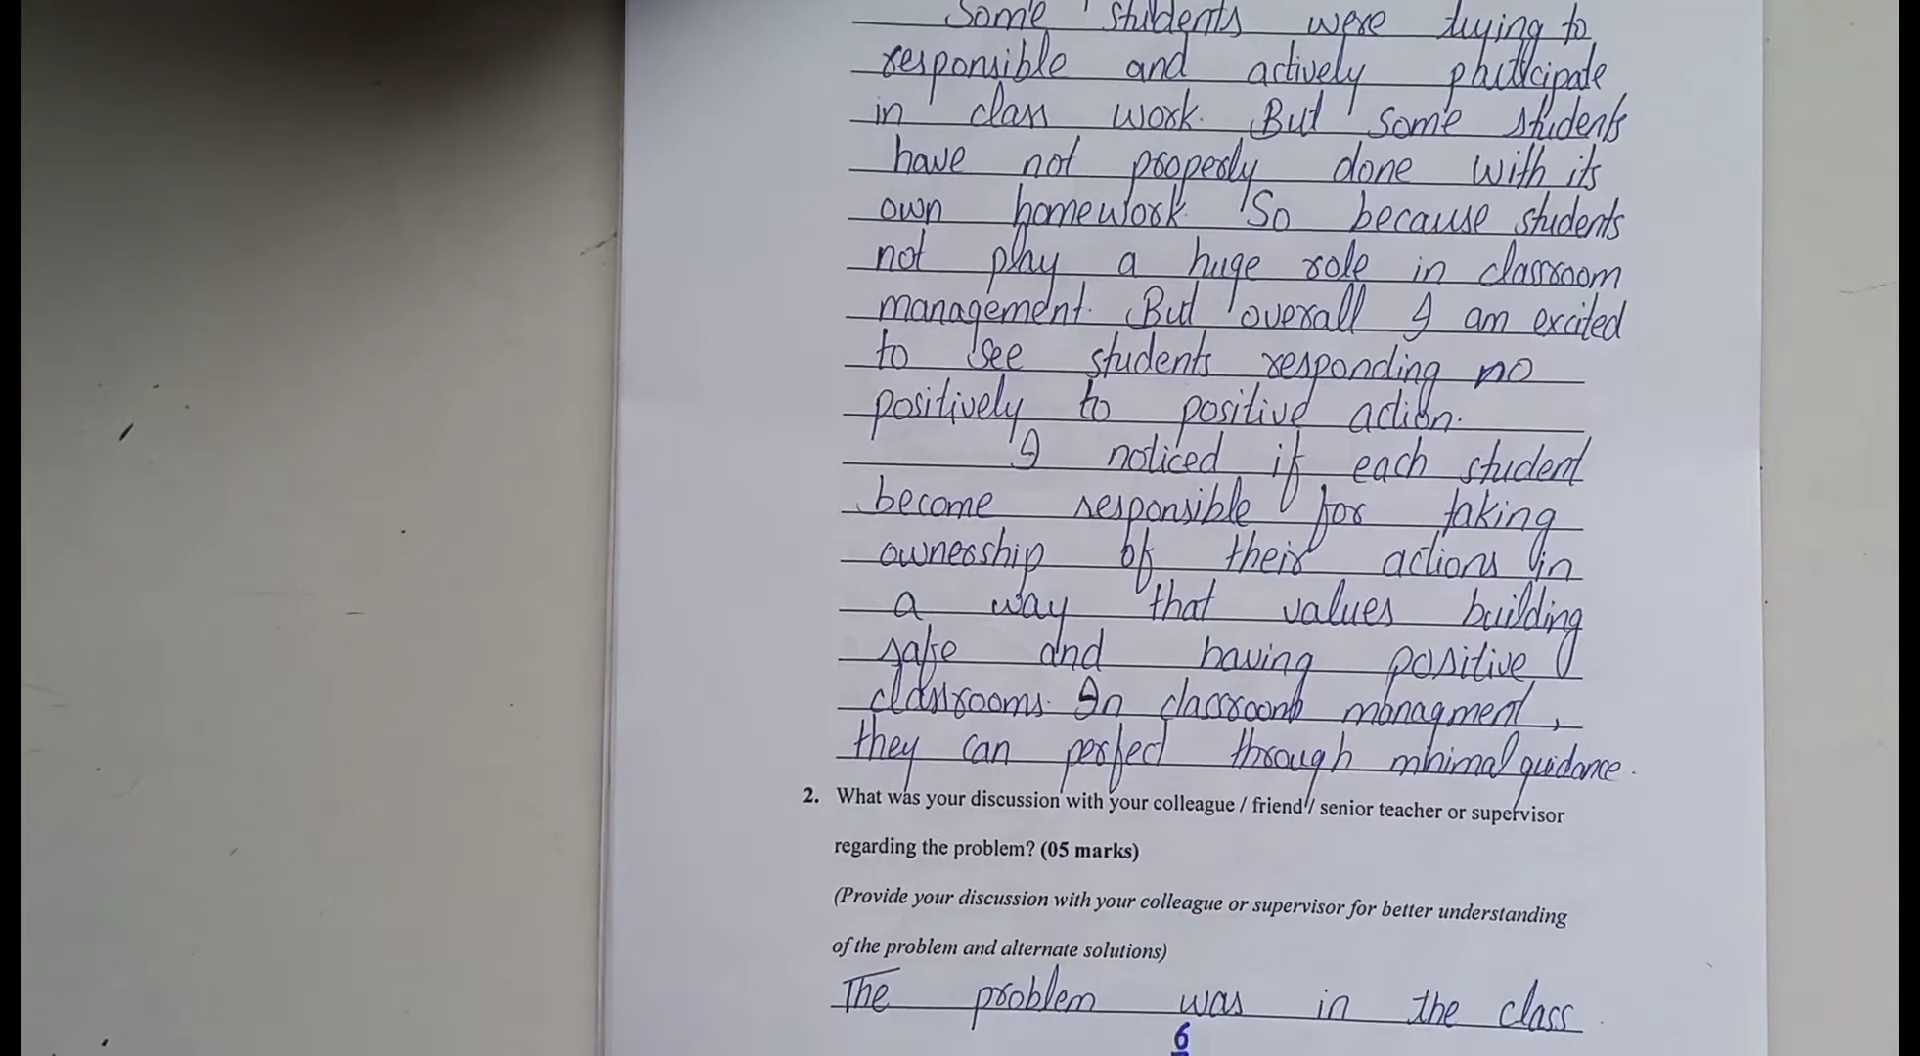 Some students were trying to
responsible and actively participate
in class work. But some students
have not properly done with its
own homework. So because students
not play a huge role in classroom
management. But overall I am excited
to see students responding no
positively to positive action.
I noticed if each student
become responsible for taking
ownership of their actions in
a way that values building
safe and having positive
classrooms. In classroom managment,
they can perfect through minimal guidance.
2. What was your discussion with your colleague / friend / senior teacher or supervisor
regarding the problem? (05 marks)
(Provide your discussion with your colleague or supervisor for better understanding
of the problem and alternate solutions)
The problem was in the class
6